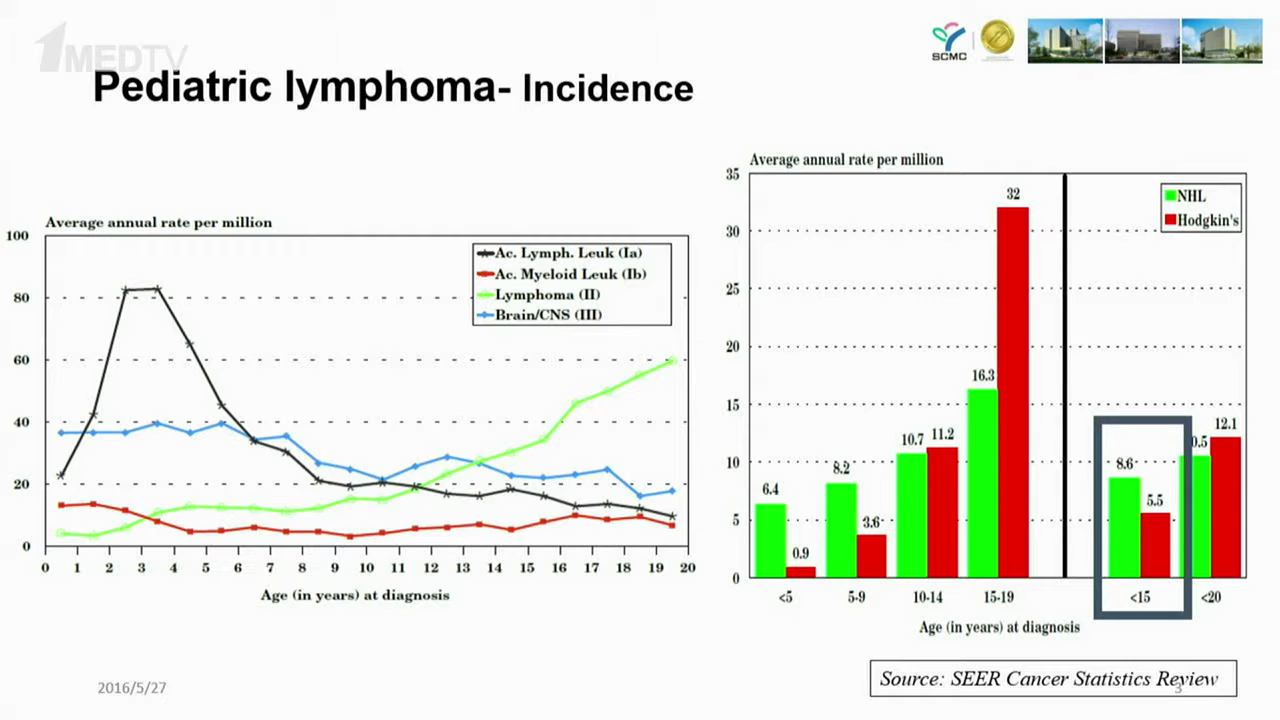 1MEDTV
SCMC
Pediatric lymphoma- Incidence
Average annual rate per million
100
80
60
40
20
0
Ac. Lymph. Leuk (Ia)
Ac. Myeloid Leuk (Ib)
Lymphoma (II)
Brain/CNS (III)
0 1 2 3 4 5 6 7 8 9 10 11 12 13 14 15 16 17 18 19 20
Age (in years) at diagnosis
Average annual rate per million
35
30
25
20
15
10
5
0
NHL
Hodgkin's
6.4
0.9
8.2
3.6
10.7
11.2
16.3
32
8.6
5.5
0.5
12.1
<5 5-9 10-14 15-19 <15 <20
Age (in years) at diagnosis
2016/5/27
Source: SEER Cancer Statistics Review
3